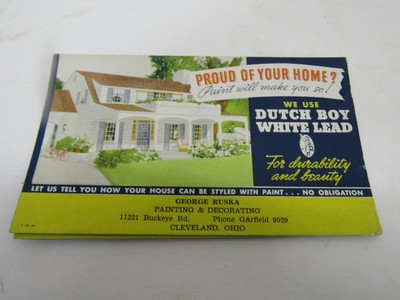 PROUD OF YOUR HOME?
Paint will make you so!
WE USE
DUTCH BOY
WHITE LEAD
For durability
and beauty
LET US TELL YOU HOW YOUR HOUSE CAN BE STYLED WITH PAINT... NO OBLIGATION
GEORGE RUSKA
PAINTING & DECORATING
11221 Buckeye Rd. Phone GArfield 9029
CLEVELAND, OHIO